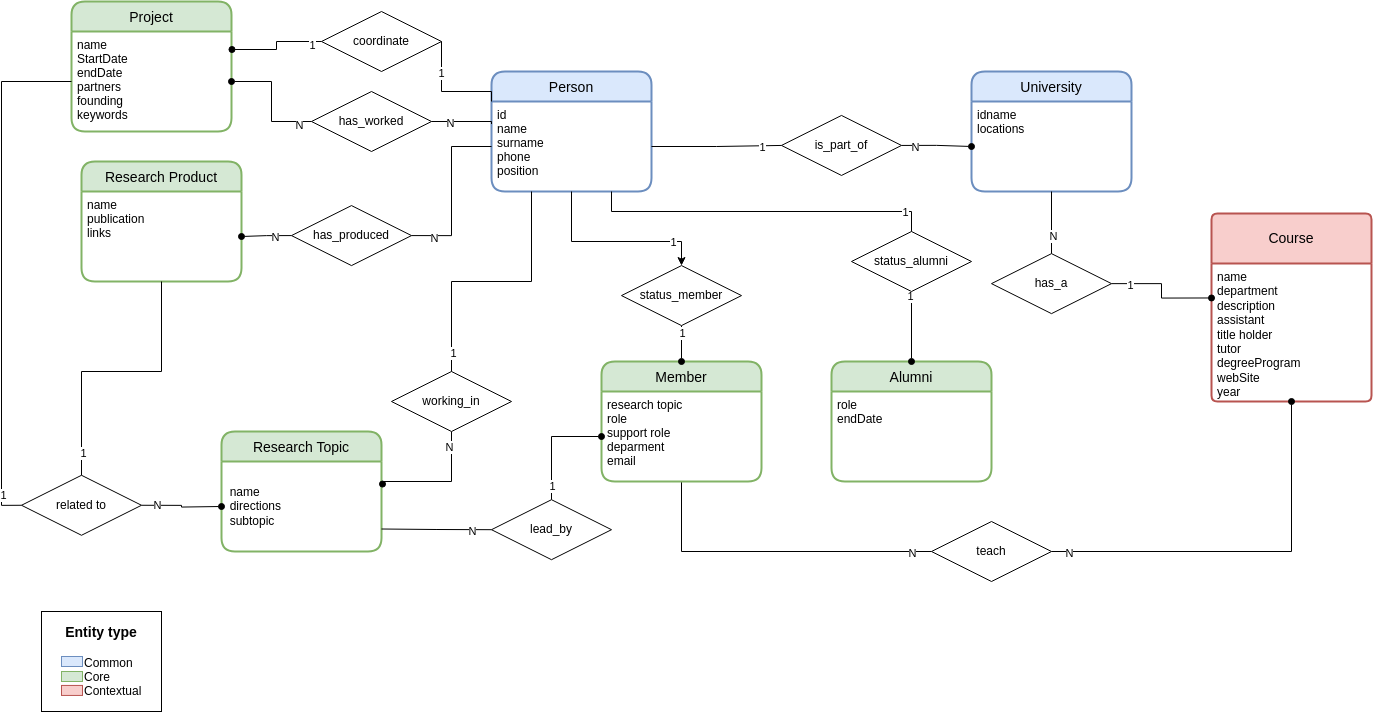 Project
name
StartDate
endDate
partners
founding
keywords
1
coordinate
1
N
has_worked
N
Person
id
name
surname
phone
position
1
is_part_of
N
University
idname
locations
Research Product
name
publication
links
N
has_produced
N
1
status_member
1
1
status_alumni
1
N
has_a
1
Course
name
department
description
assistant
title holder
tutor
degreeProgram
webSite
year
1
working_in
N
Member
research topic
role
support role
deparment
email
Alumni
role
endDate
1
1
related to
N
Research Topic
name
directions
subtopic
N
1
lead_by
N
teach
N
Entity type
Common
Core
Contextual